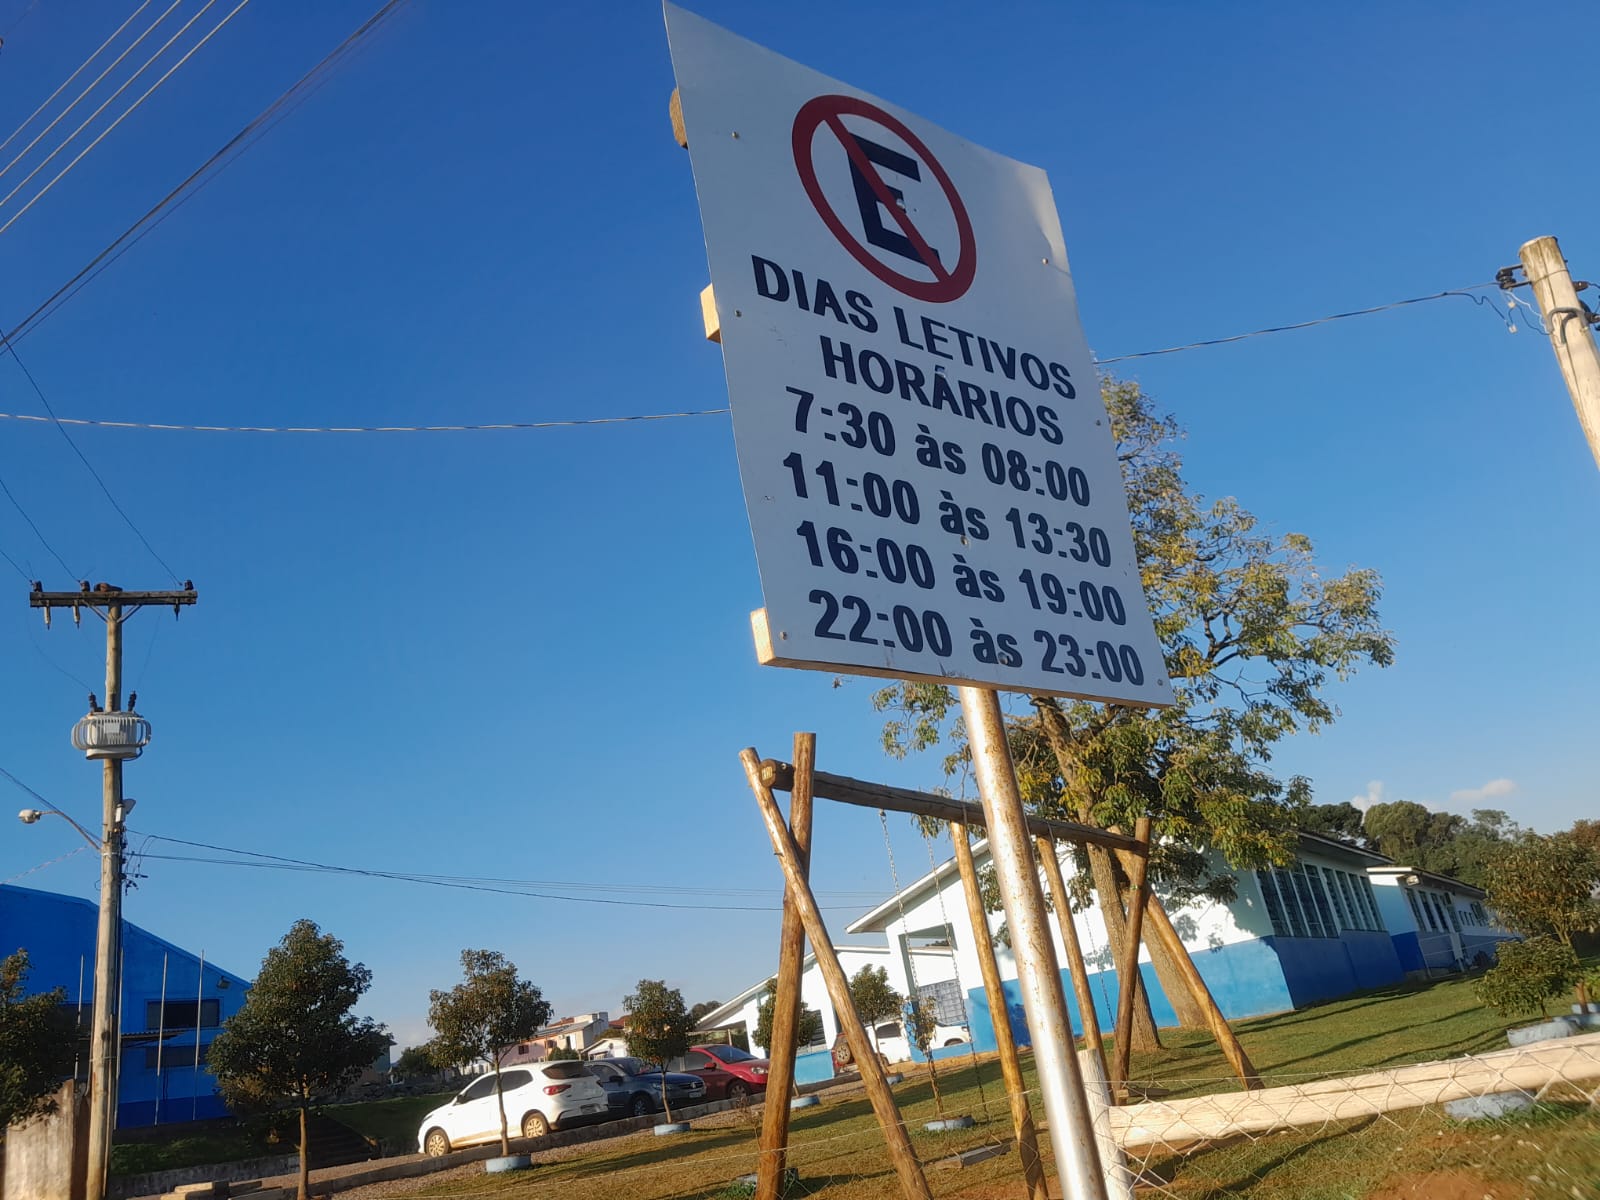 E
DIAS LETIVOS
HORÁRIOS
7:30 às 08:00
11:00 às 13:30
16:00 às 19:00
22:00 às 23:00